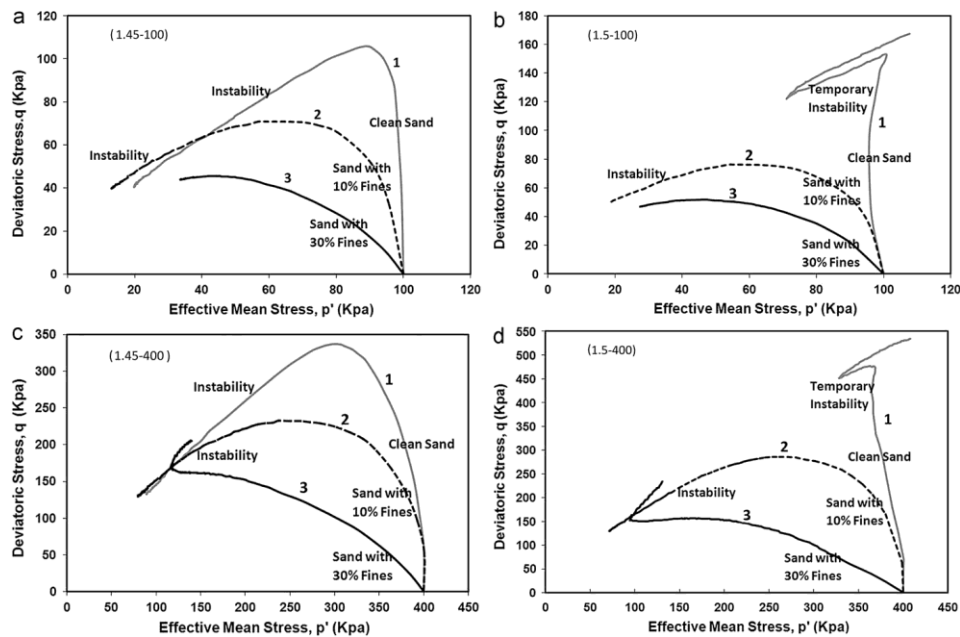 a
(1.45-100)
120
100
80
60
40
20
0
Deviatoric Stress.q (Kpa)
Instability
1
2
Clean Sand
Instability
3
Sand with
10% Fines
Sand with
30% Fines
0 20 40 60 80 100 120
Effective Mean Stress, p' (Kpa)
b
(1.5-100)
180
160
140
120
100
80
60
40
20
0
Deviatoric Stress, q (Kpa)
Temporary
Instability
1
2
Clean Sand
Instability
3
Sand with
10% Fines
Sand with
30% Fines
0 20 40 60 80 100 120
Effective Mean Stress, p' (Kpa)
c
(1.45-400)
350
300
250
200
150
100
50
0
Deviatoric Stress, q (Kpa)
Instability
1
2
Clean Sand
Instability
3
Sand with
10% Fines
Sand with
30% Fines
0 50 100 150 200 250 300 350 400 450
Effective Mean Stress, p' (Kpa)
d
(1.5-400)
550
500
450
400
350
300
250
200
150
100
50
0
Deviatoric Stress, q (Kpa)
Temporary
Instability
1
2
Clean Sand
Instability
3
Sand with
10% Fines
Sand with
30% Fines
0 50 100 150 200 250 300 350 400 450
Effective Mean Stress, p' (Kpa)